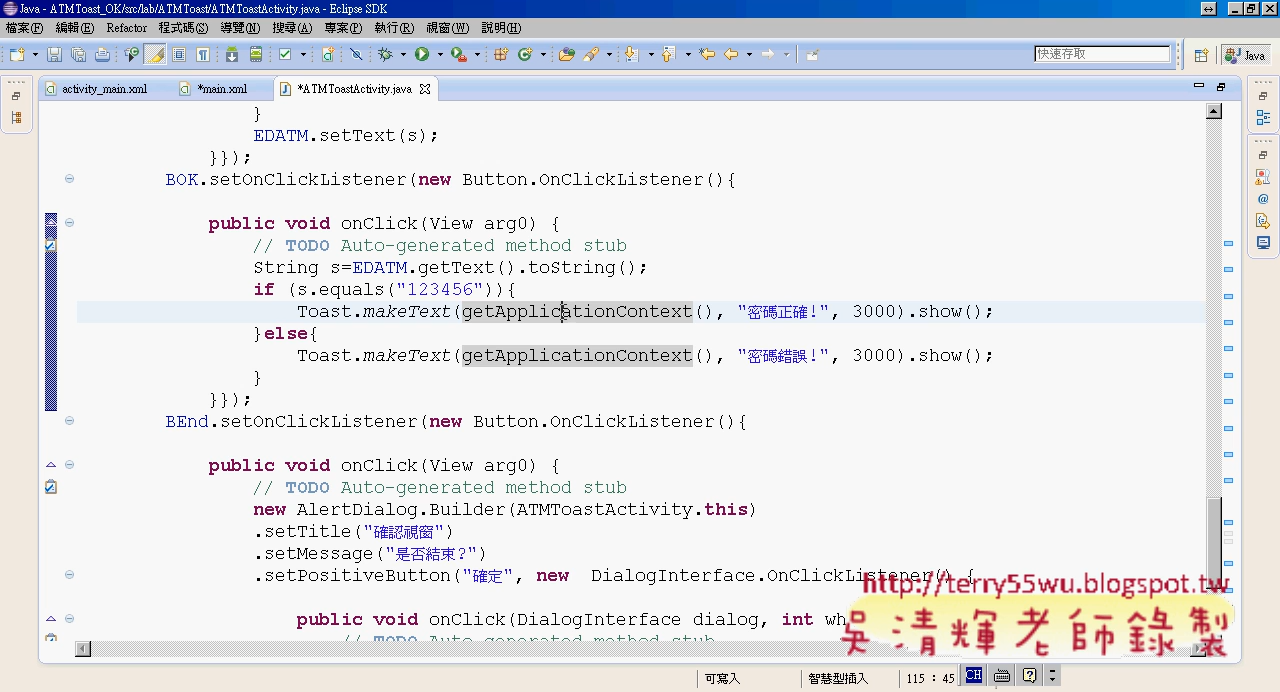 Java - ATMToast_OK/src/lab/ATMToast/ATMToastActivity.java - Eclipse SDK
檔案(F) 編輯(E) Refactor 程式碼(S) 導覽(N) 搜尋(A) 專案(P) 執行(R) 視窗(W) 說明(H)
快速存取 Java
activity_main.xml *main.xml *ATMToastActivity.java
}
EDATM.setText(s);
}});
BOK.setOnClickListener(new Button.OnClickListener(){
public void onClick(View arg0) {
// TODO Auto-generated method stub
String s=EDATM.getText().toString();
if (s.equals("123456")){
Toast.makeText(getApplicationContext(), "密碼正確!", 3000).show();
}else{
Toast.makeText(getApplicationContext(), "密碼錯誤!", 3000).show();
}
}});
BEnd.setOnClickListener(new Button.OnClickListener(){
public void onClick(View arg0) {
// TODO Auto-generated method stub
new AlertDialog.Builder(ATMToastActivity.this)
.setTitle("確認視窗")
.setMessage("是否結束?")
.setPositiveButton("確定", new DialogInterface.OnClickListener() {
http://terry55wu.blogspot.tw
public void onClick(DialogInterface dialog, int wh
吳清輝老師錄製
// TODO Auto-generated method stub
可寫入 智慧型插入 115 : 45 CH